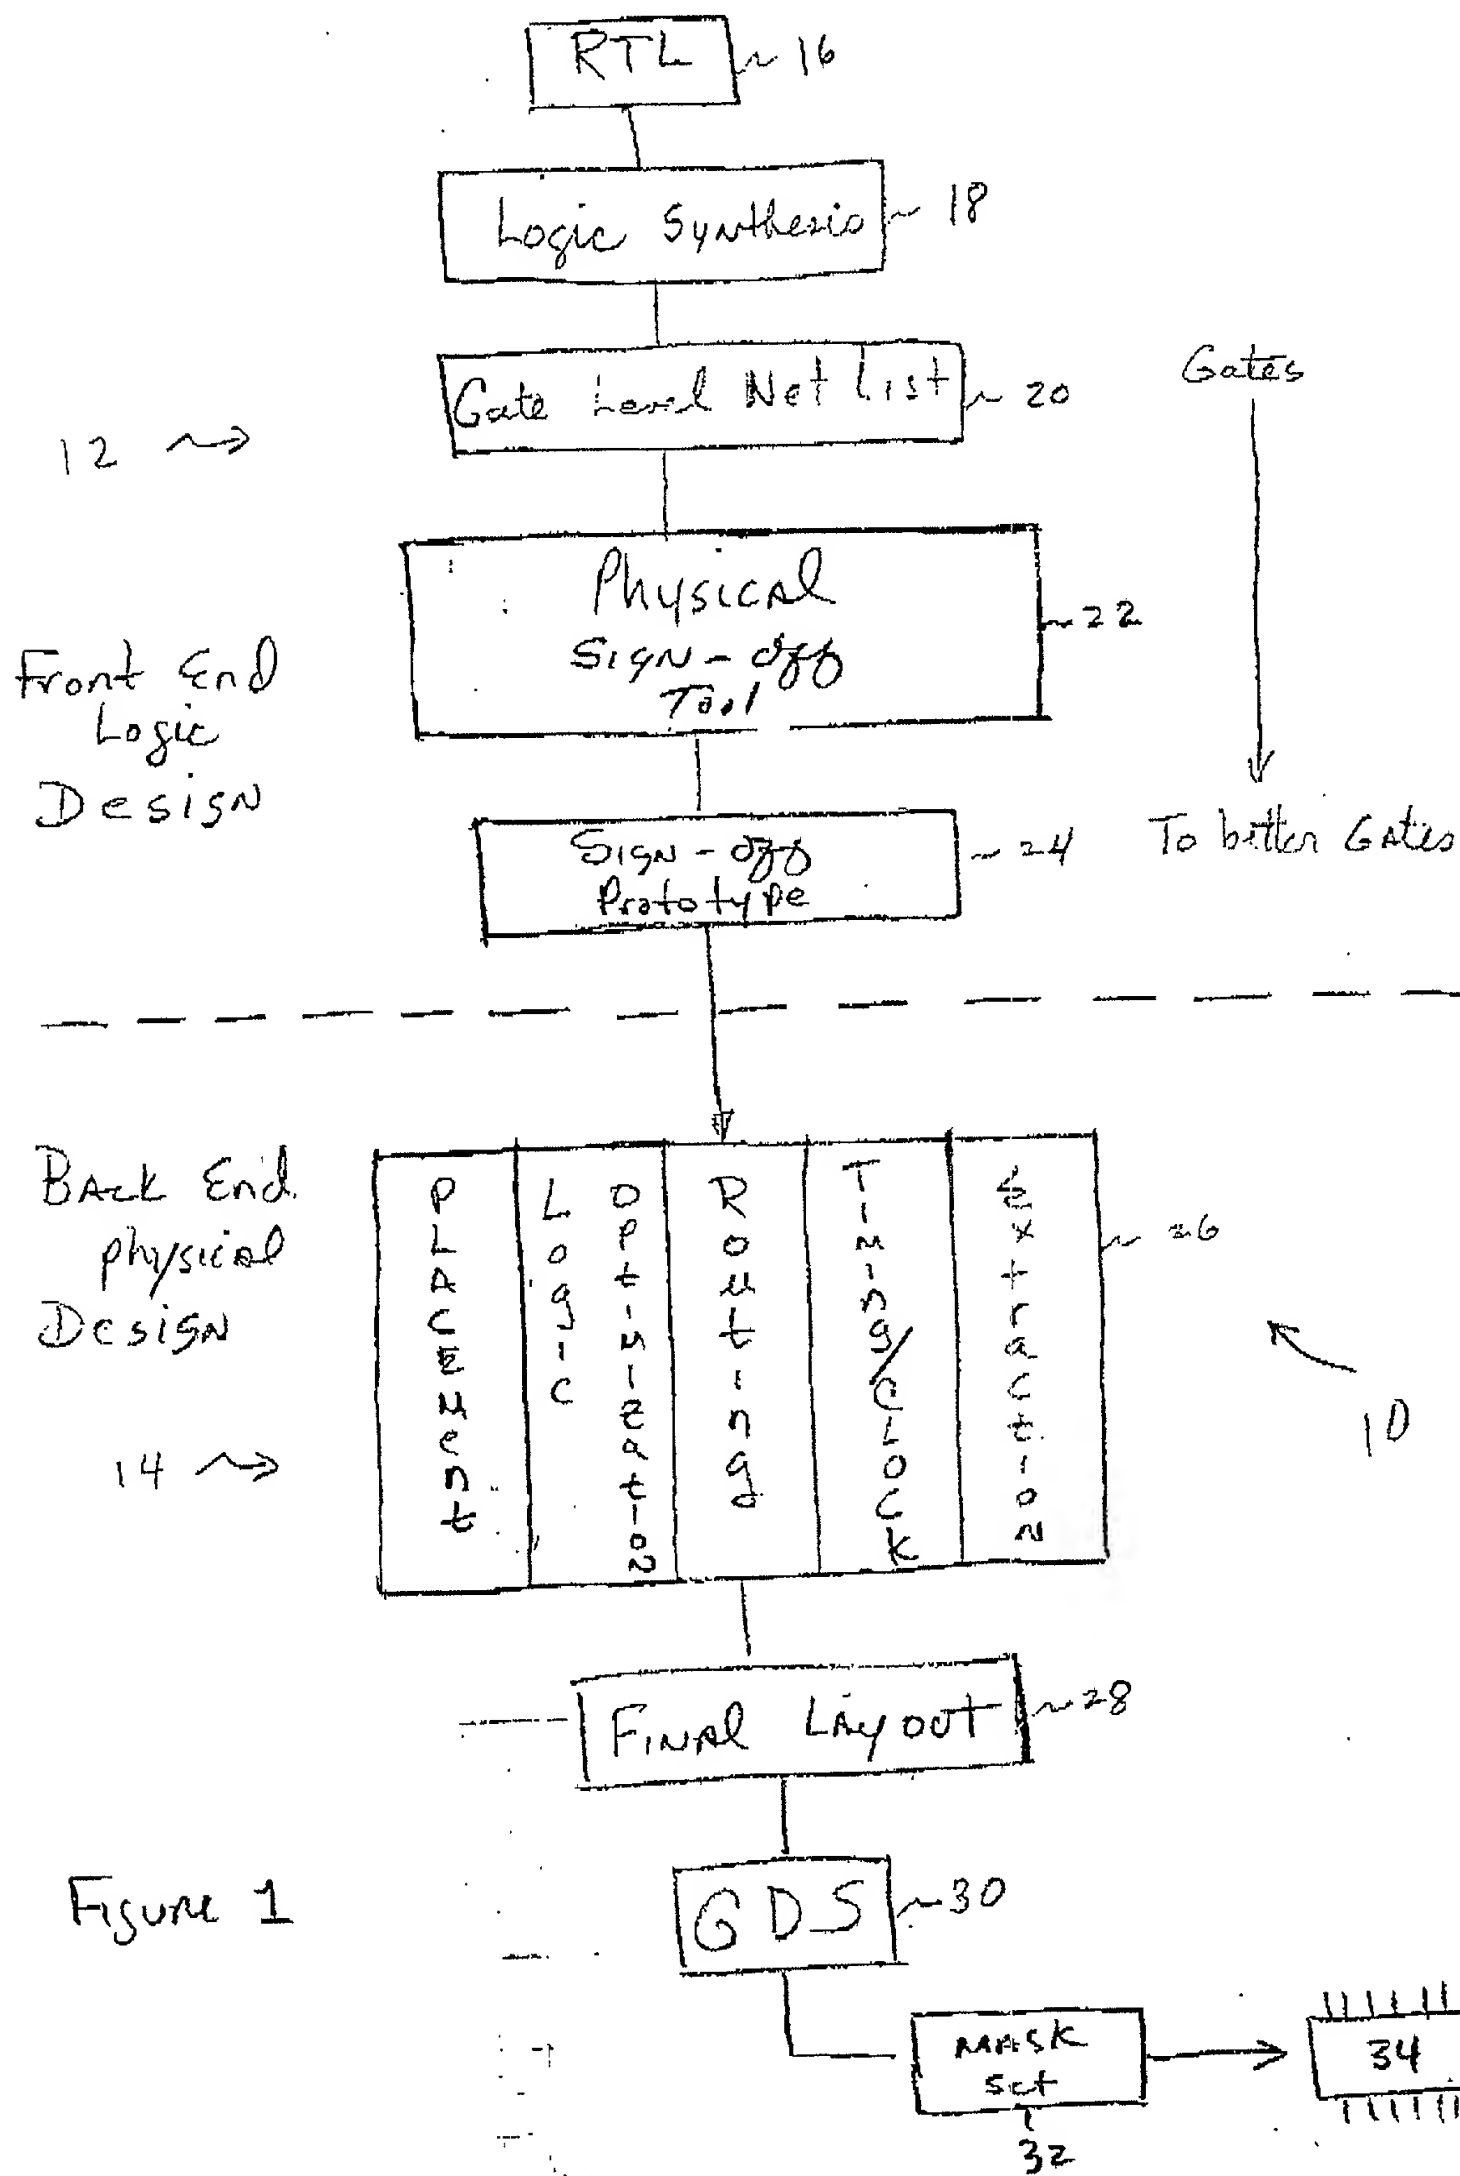 RTL 16
Logic Synthesis 18
Gate Level Net List 20
Gates
12
Physical
Sign-off
Tool
22
Front End
Logic
Design
To better Gates
Sign-off
Prototype
24
Back End
physical
Design
Placement
Logic
Optimization
Routing
Timing/Clock
Extraction
26
10
14
Final Layout 28
GDS 30
Figure 1
Mask
Set
32
34